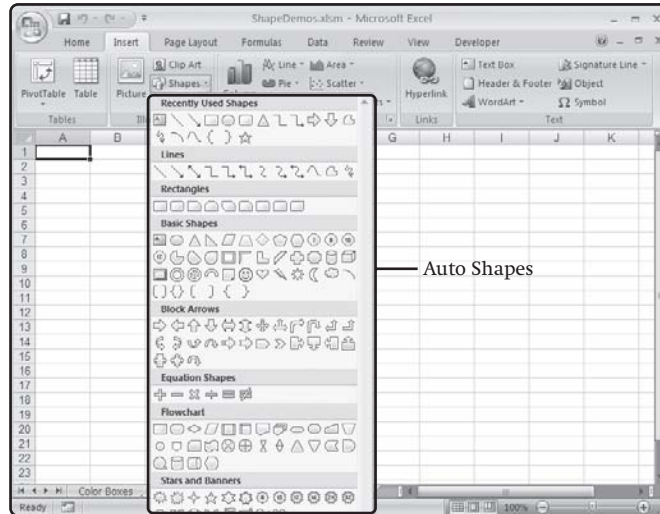 ShapeDemos.xlsm - Microsoft Excel
Home Insert Page Layout Formulas Data Review View Developer
Clip Art Line Area Text Box Signature Line
Shapes Pie Scatter Header & Footer Object
PivotTable Table Picture Hyperlink WordArt Symbol
Tables Links Text
Recently Used Shapes
A B G H I J K
1
2
3
4
5
6
7
8
9
10
11
12
13
14
15
16
17
18
19
20
21
22
23
Lines
Rectangles
Basic Shapes
Auto Shapes
Block Arrows
Equation Shapes
Flowchart
Stars and Banners
Color Boxes
Ready 100%